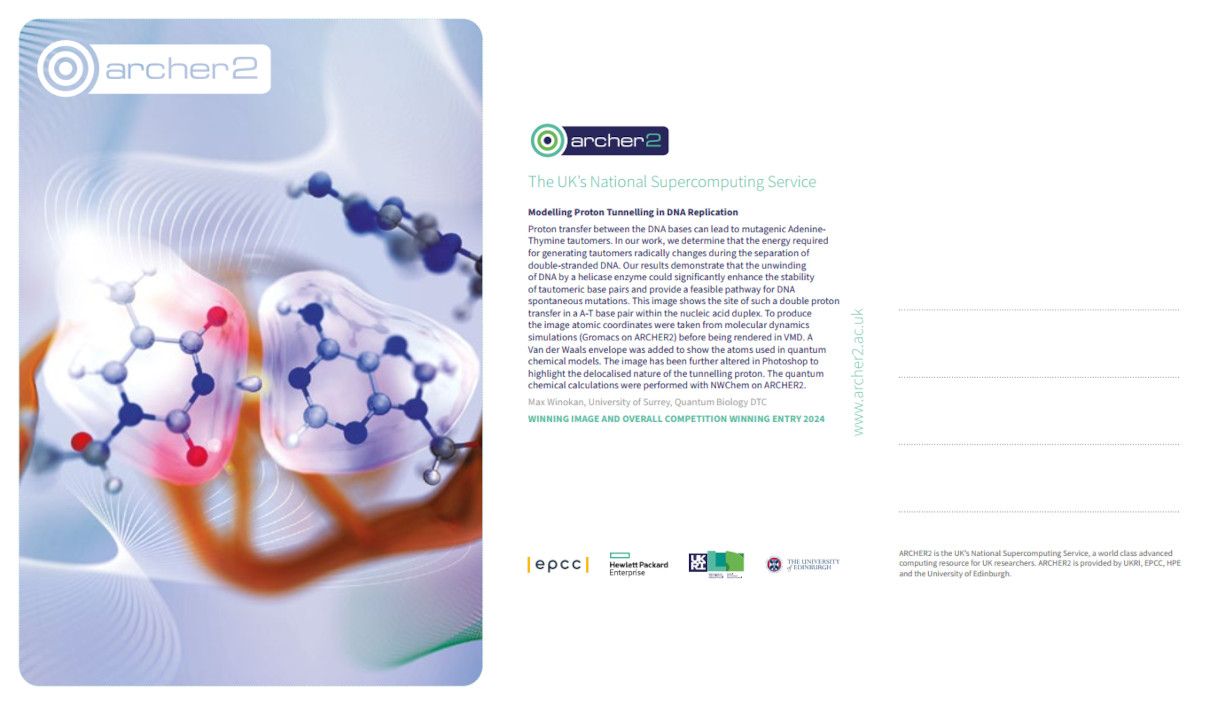 archer2
archer2
The UK's National Supercomputing Service
Modelling Proton Tunnelling in DNA Replication
Proton transfer between the DNA bases can lead to mutagenic Adenine-
Thymine tautomers. In our work, we determine that the energy required
for generating tautomers radically changes during the separation of
double-stranded DNA. Our results demonstrate that the unwinding
of DNA by a helicase enzyme could significantly enhance the stability
of tautomeric base pairs and provide a feasible pathway for DNA
spontaneous mutations. This image shows the site of such a double proton
transfer in a A-T base pair within the nucleic acid duplex. To produce
the image atomic coordinates were taken from molecular dynamics
simulations (Gromacs on ARCHER2) before being rendered in VMD. A
Van der Waals envelope was added to show the atoms used in quantum
chemical models. The image has been further altered in Photoshop to
highlight the delocalised nature of the tunnelling proton. The quantum
chemical calculations were performed with NWChem on ARCHER2.
Max Winokan, University of Surrey, Quantum Biology DTC
WINNING IMAGE AND OVERALL COMPETITION WINNING ENTRY 2024
www.archer2.ac.uk
epcc
Hewlett Packard
Enterprise
UK
RI
THE UNIVERSITY
of EDINBURGH
ARCHER2 is the UK's National Supercomputing Service, a world class advanced
computing resource for UK researchers. ARCHER2 is provided by UKRI, EPCC, HPE
and the University of Edinburgh.